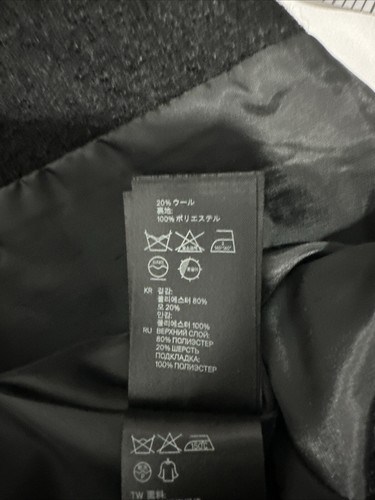 20% ウール
裏地:
100% ポリエステル
KR 겉감:
폴리에스터 80%
모 20%
안감:
폴리에스터 100%
RU ВЕРХНИЙ СЛОЙ:
80% ПОЛИЭСТЕР
20% ШЕРСТЬ
ПОДКЛАДКА:
100% ПОЛИЭСТЕР
TW 面料: